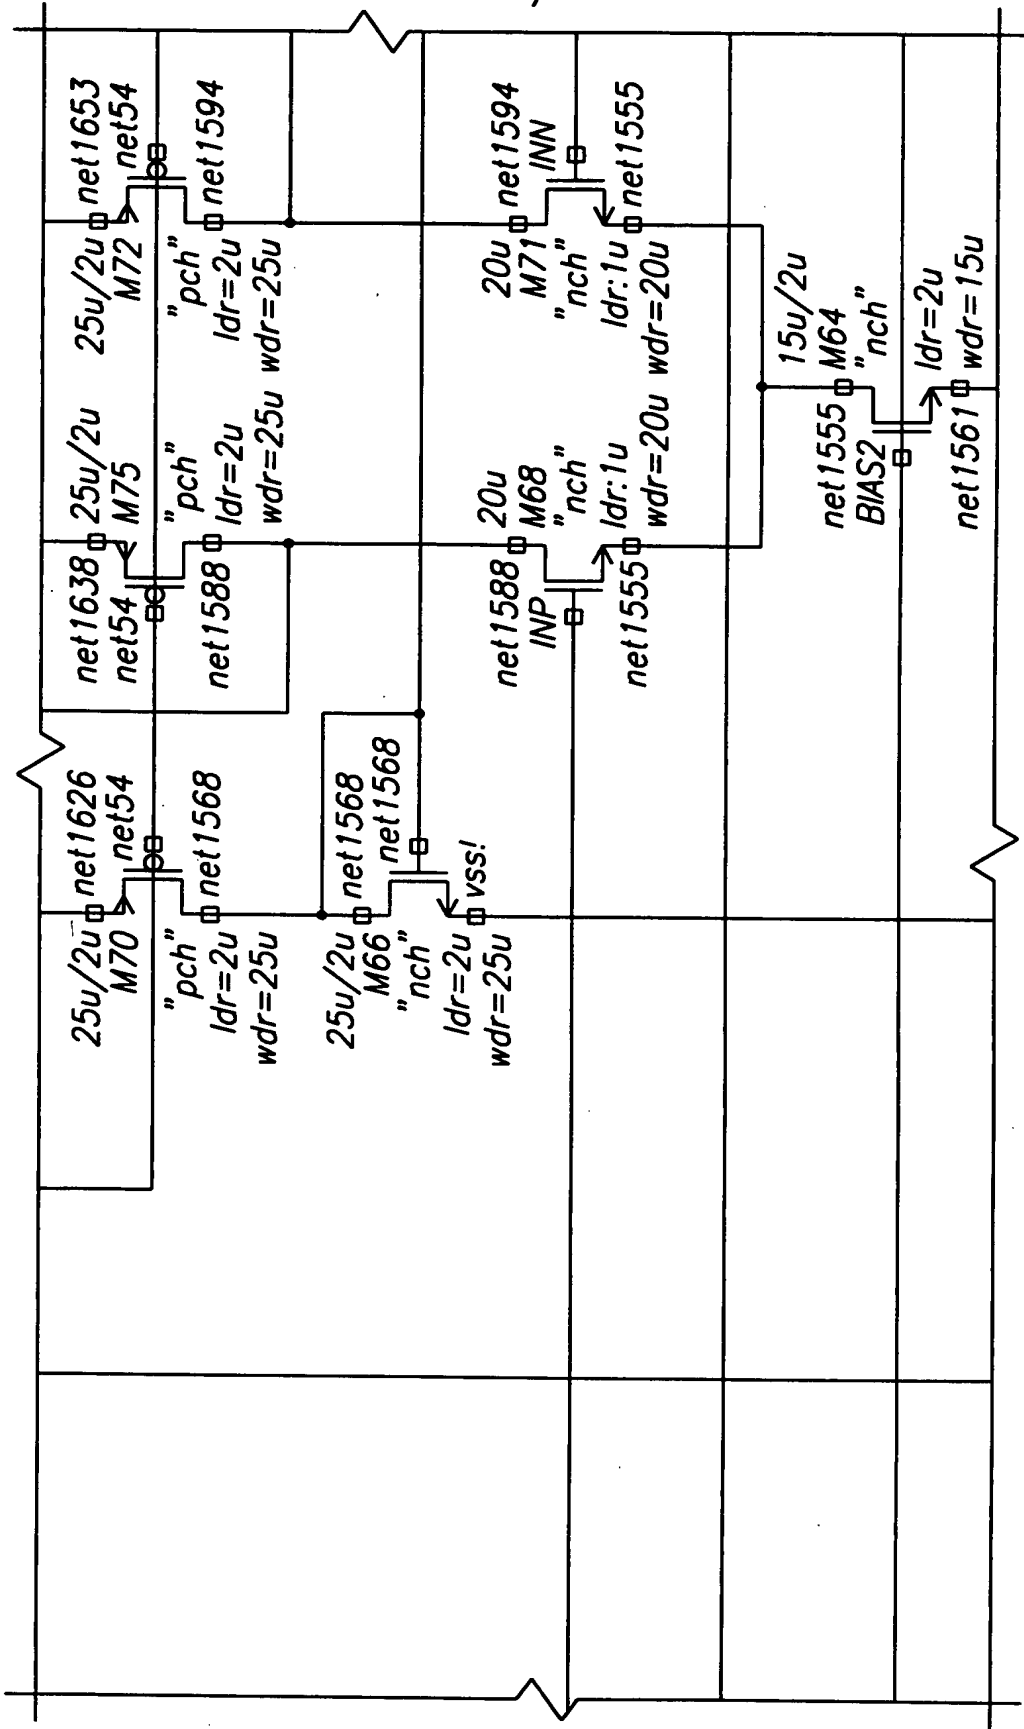 25u/2u
M70
"pch"
ldr=2u
wdr=25u
net1626
net54
net1568
25u/2u
M66
"nch"
ldr=2u
wdr=25u
net1568
net1568
vss!
net1638
net54
net1588
25u/2u
M75
"pch"
ldr=2u
wdr=25u
25u/2u
M72
"pch"
ldr=2u
wdr=25u
net1653
net54
net1594
net1588
INP
net1555
20u
M68
"nch"
ldr:1u
wdr=20u
20u
M71
"nch"
ldr:1u
wdr=20u
net1594
INN
net1555
net1555
BIAS2
net1561
15u/2u
M64
"nch"
ldr=2u
wdr=15u